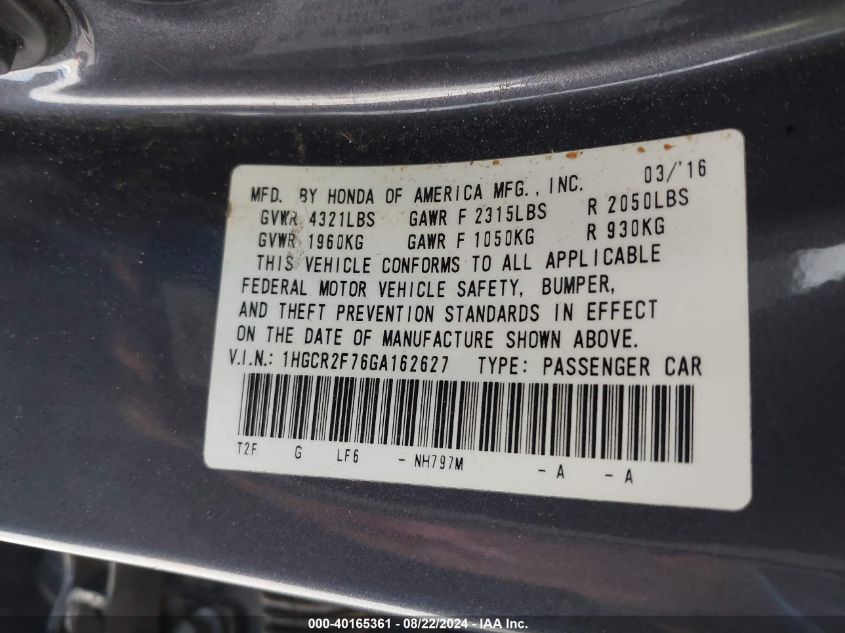 MFD. BY HONDA OF AMERICA MFG., INC. 03/'16
GVWR 4321LBS GAWR F 2315LBS R 2050LBS
GVWR 1960KG GAWR F 1050KG R 930KG
THIS VEHICLE CONFORMS TO ALL APPLICABLE
FEDERAL MOTOR VEHICLE SAFETY, BUMPER,
AND THEFT PREVENTION STANDARDS IN EFFECT
ON THE DATE OF MANUFACTURE SHOWN ABOVE.
V.I.N.: 1HGCR2F76GA162627 TYPE: PASSENGER CAR
T2F G LF6 - NH797M - A - A
000-40165361 - 08/22/2024 - IAA Inc.